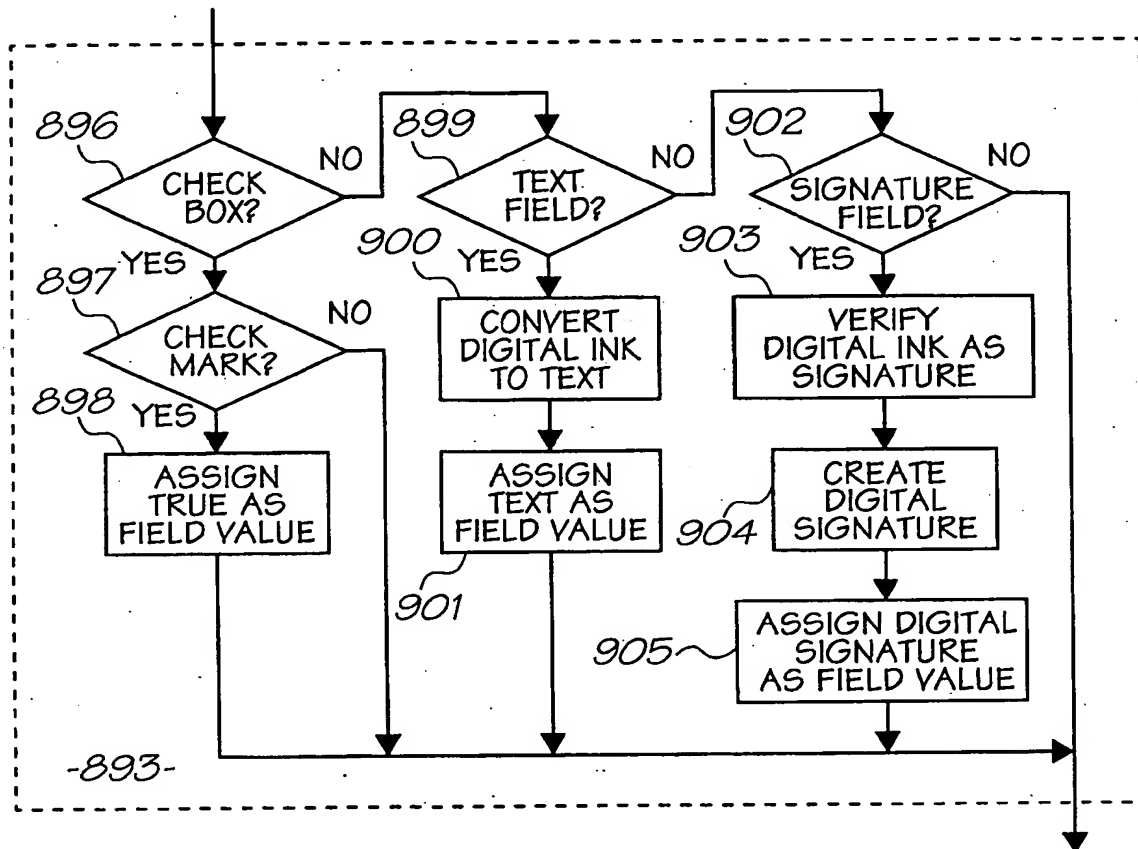 896
CHECK
BOX?
NO
YES
897
CHECK
MARK?
NO
YES
898
ASSIGN
TRUE AS
FIELD VALUE
899
TEXT
FIELD?
NO
YES
900
CONVERT
DIGITAL INK
TO TEXT
ASSIGN
TEXT AS
FIELD VALUE
901
902
SIGNATURE
FIELD?
NO
YES
903
VERIFY
DIGITAL INK AS
SIGNATURE
CREATE
DIGITAL
SIGNATURE
904
ASSIGN DIGITAL
SIGNATURE
AS FIELD VALUE
905
-893-